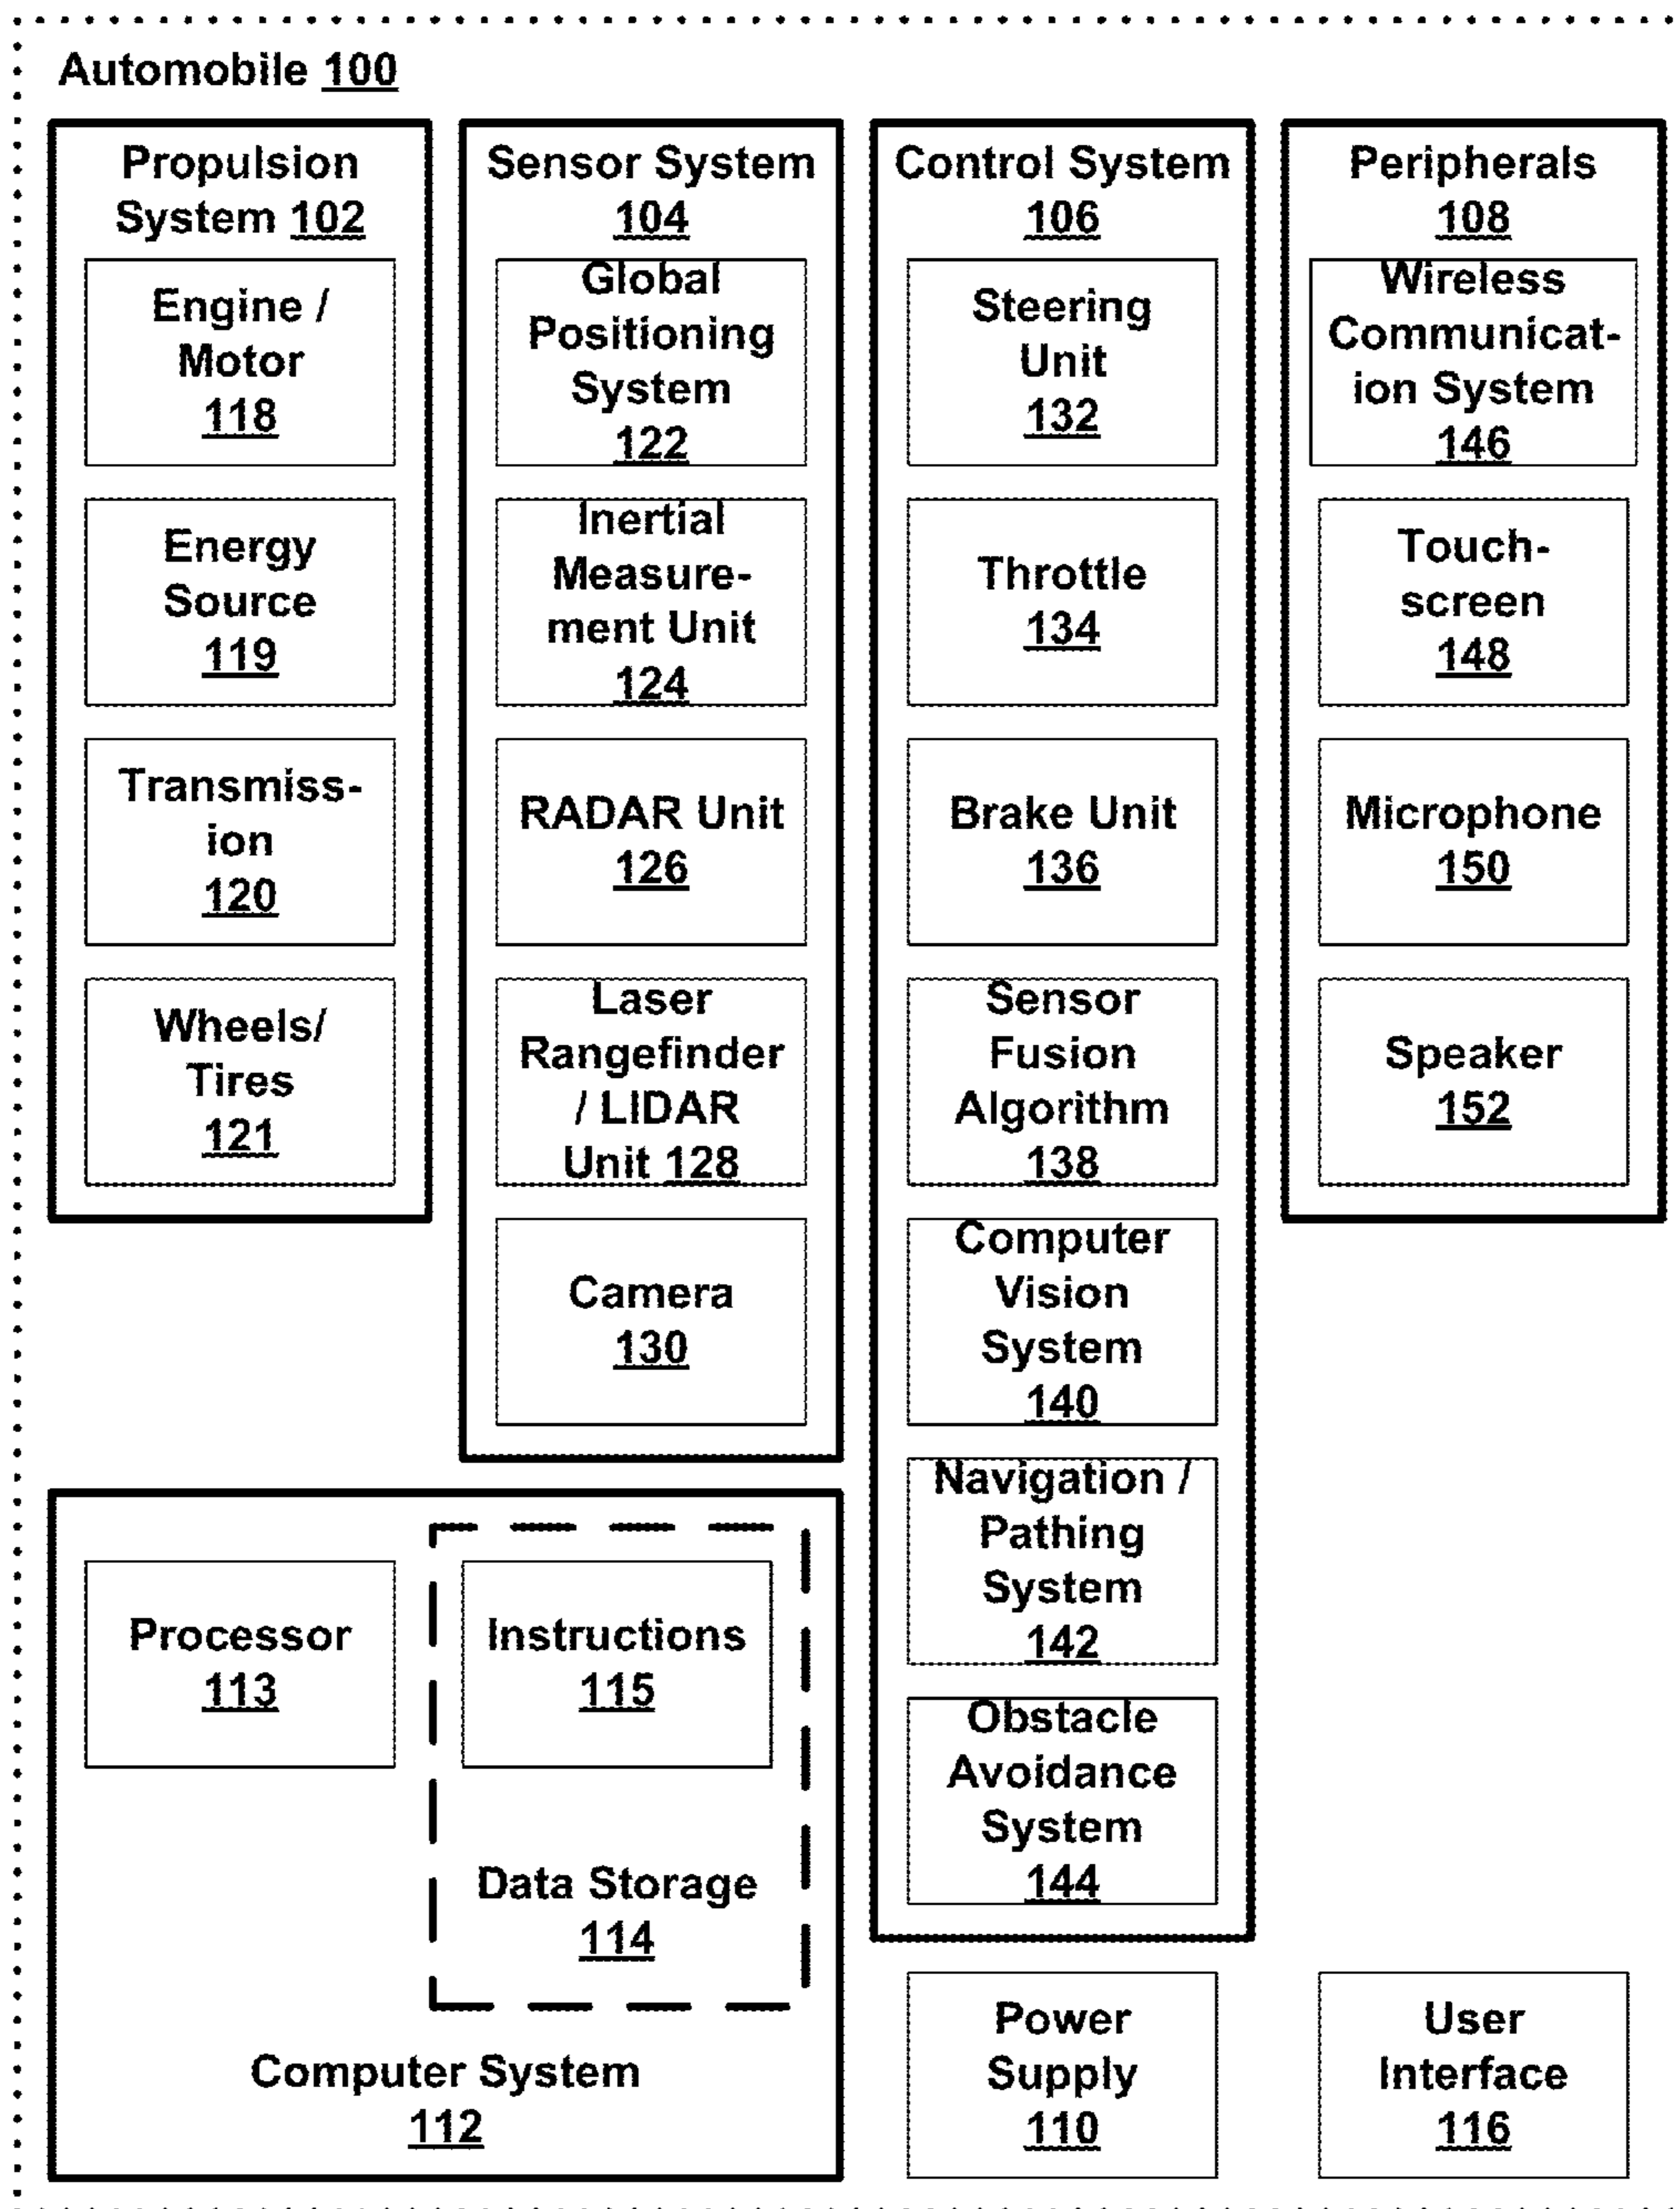 Automobile 100
Propulsion
System 102
Engine /
Motor
118
Energy
Source
119
Transmiss-
ion
120
Wheels/
Tires
121
Sensor System
104
Global
Positioning
System
122
Inertial
Measure-
ment Unit
124
RADAR Unit
126
Laser
Rangefinder
/ LIDAR
Unit 128
Camera
130
Control System
106
Steering
Unit
132
Throttle
134
Brake Unit
136
Sensor
Fusion
Algorithm
138
Computer
Vision
System
140
Navigation /
Pathing
System
142
Obstacle
Avoidance
System
144
Peripherals
108
Wireless
Communicat-
ion System
146
Touch-
screen
148
Microphone
150
Speaker
152
Processor
113
Instructions
115
Data Storage
114
Computer System
112
Power
Supply
110
User
Interface
116